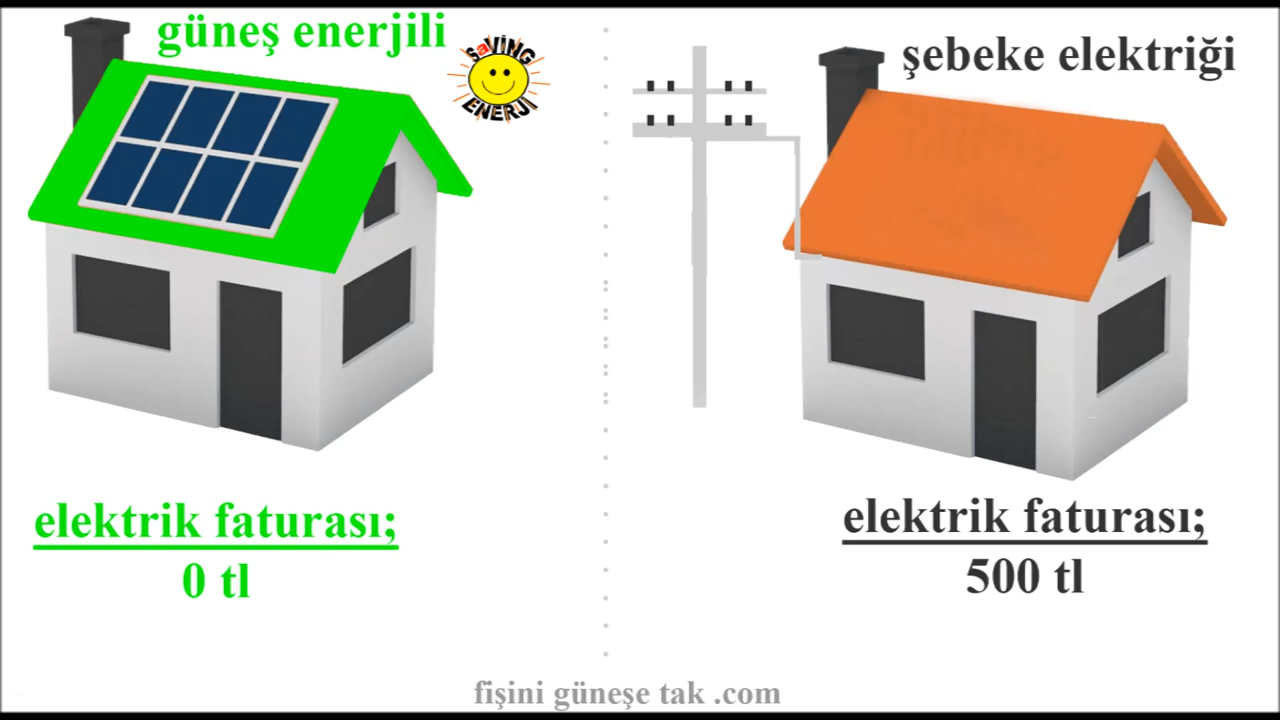 güneş enerjili
SaVING
ENERJI
şebeke elektriği
elektrik faturası;
0 tl
elektrik faturası;
500 tl
fişini güneşe tak .com